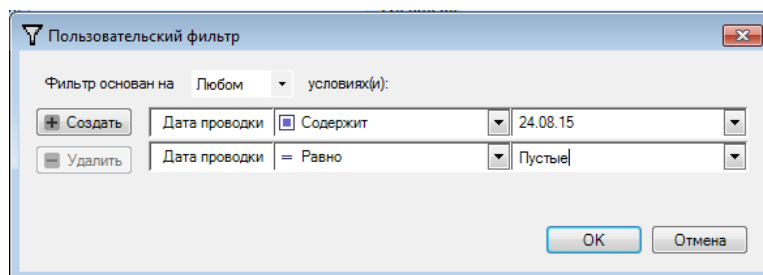 Пользовательский фильтр
Фильтр основан на Любом условиях(и):
Создать Дата проводки Содержит 24.08.15
Удалить Дата проводки = Равно Пустые
OK Отмена